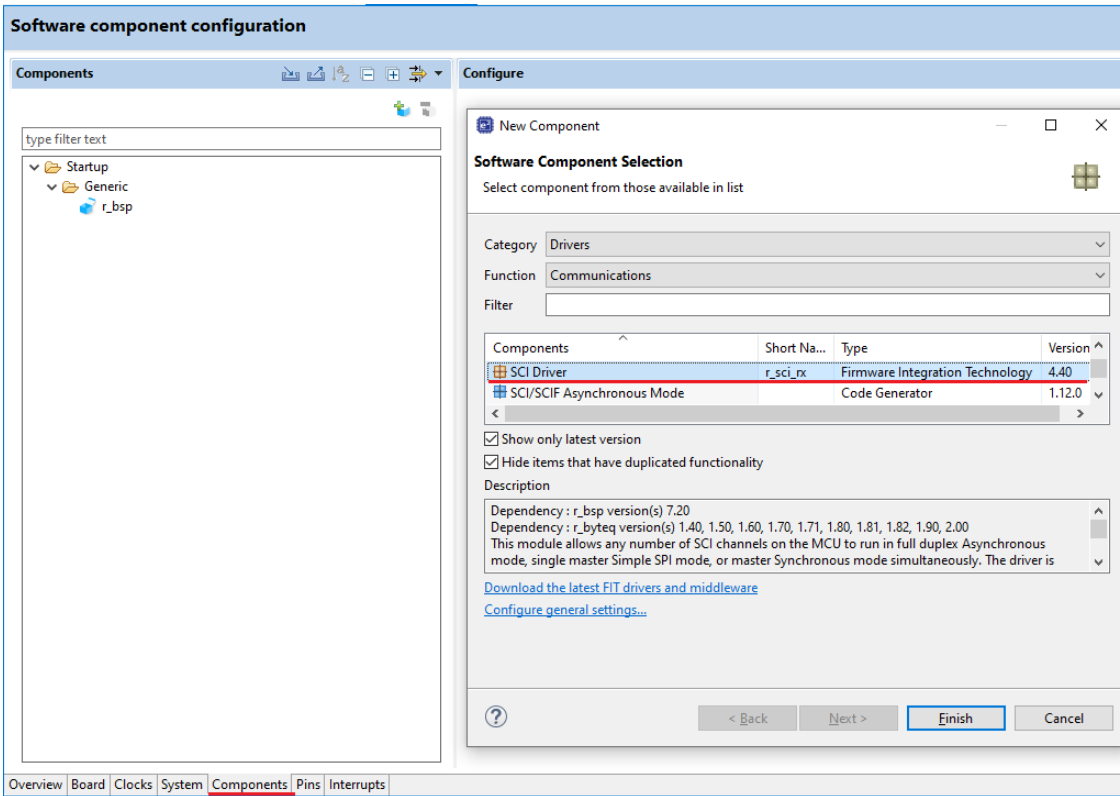 Software component configuration
Components
Configure
type filter text
Startup
Generic
r_bsp
New Component
Software Component Selection
Select component from those available in list
Category Drivers
Function Communications
Filter
Components Short Na... Type Version
SCI Driver r_sci_rx Firmware Integration Technology 4.40
SCI/SCIF Asynchronous Mode Code Generator 1.12.0
Show only latest version
Hide items that have duplicated functionality
Description
Dependency : r_bsp version(s) 7.20
Dependency : r_byteq version(s) 1.40, 1.50, 1.60, 1.70, 1.71, 1.80, 1.81, 1.82, 1.90, 2.00
This module allows any number of SCI channels on the MCU to run in full duplex Asynchronous
mode, single master Simple SPI mode, or master Synchronous mode simultaneously. The driver is
Download the latest FIT drivers and middleware
Configure general settings...
< Back Next > Finish Cancel
Overview Board Clocks System Components Pins Interrupts